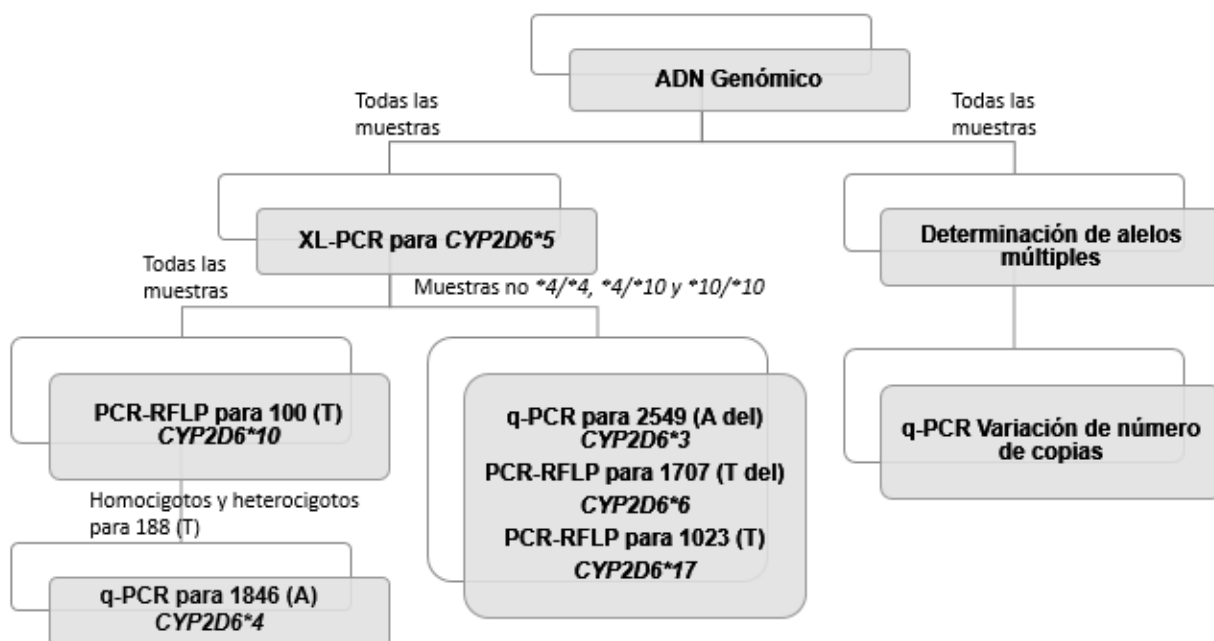 ADN Genómico
Todas las
muestras
Todas las
muestras
XL-PCR para CYP2D6*5
Determinación de alelos
múltiples
Todas las
muestras
Muestras no *4/*4, *4/*10 y *10/*10
PCR-RFLP para 100 (T)
CYP2D6*10
q-PCR para 2549 (A del)
CYP2D6*3
PCR-RFLP para 1707 (T del)
CYP2D6*6
PCR-RFLP para 1023 (T)
CYP2D6*17
q-PCR Variación de número
de copias
Homocigotos y heterocigotos
para 188 (T)
q-PCR para 1846 (A)
CYP2D6*4